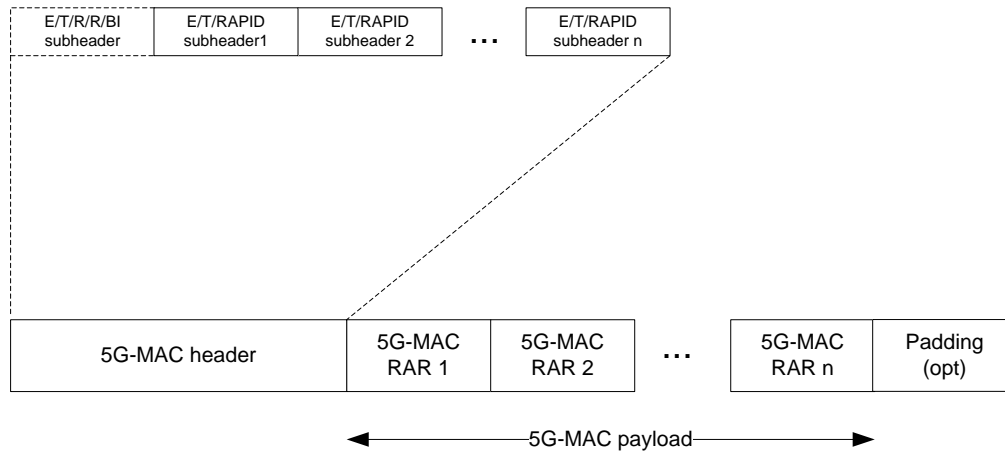 E/T/R/R/BI
subheader
E/T/RAPID
subheader1
E/T/RAPID
subheader 2
...
E/T/RAPID
subheader n
5G-MAC header
5G-MAC
RAR 1
5G-MAC
RAR 2
...
5G-MAC
RAR n
Padding
(opt)
5G-MAC payload